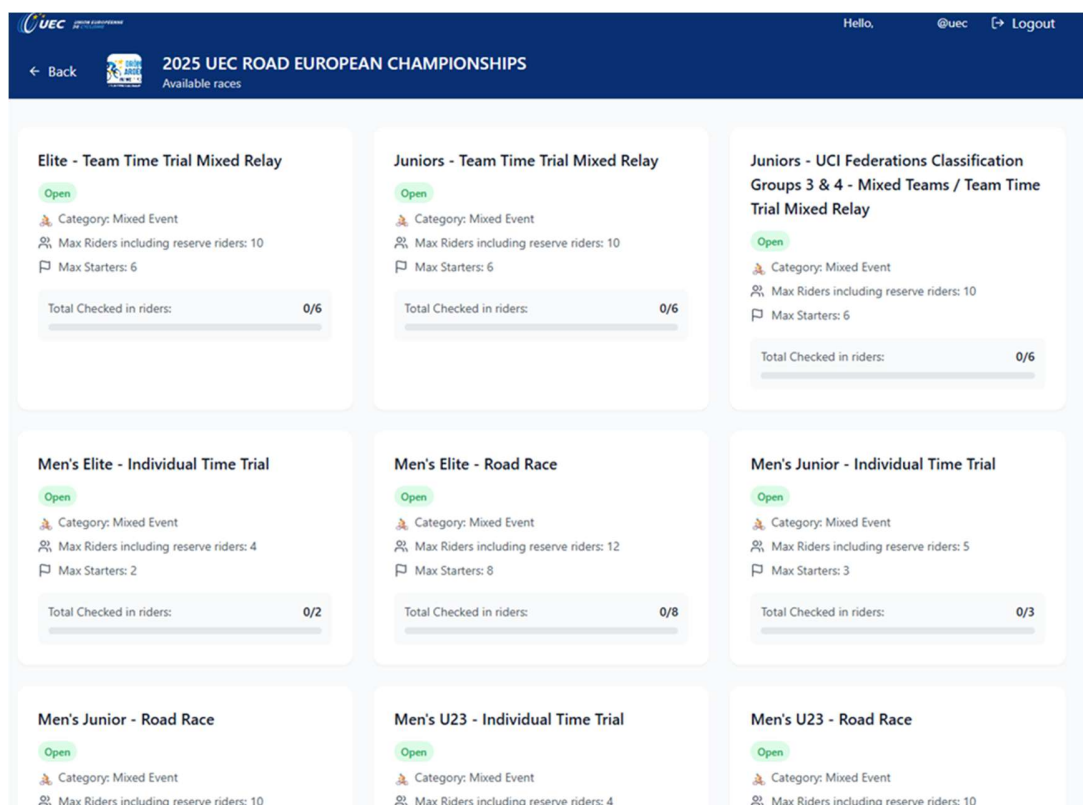 UEC UNION EUROPÉENNE
DE CYCLISME
Hello, @uec Logout
Back
2025 UEC ROAD EUROPEAN CHAMPIONSHIPS
Available races
Elite - Team Time Trial Mixed Relay
Open
Category: Mixed Event
Max Riders including reserve riders: 10
Max Starters: 6
Total Checked in riders: 0/6
Juniors - Team Time Trial Mixed Relay
Open
Category: Mixed Event
Max Riders including reserve riders: 10
Max Starters: 6
Total Checked in riders: 0/6
Juniors - UCI Federations Classification
Groups 3 & 4 - Mixed Teams / Team Time
Trial Mixed Relay
Open
Category: Mixed Event
Max Riders including reserve riders: 10
Max Starters: 6
Total Checked in riders: 0/6
Men's Elite - Individual Time Trial
Open
Category: Mixed Event
Max Riders including reserve riders: 4
Max Starters: 2
Total Checked in riders: 0/2
Men's Elite - Road Race
Open
Category: Mixed Event
Max Riders including reserve riders: 12
Max Starters: 8
Total Checked in riders: 0/8
Men's Junior - Individual Time Trial
Open
Category: Mixed Event
Max Riders including reserve riders: 5
Max Starters: 3
Total Checked in riders: 0/3
Men's Junior - Road Race
Open
Category: Mixed Event
Max Riders including reserve riders: 10
Men's U23 - Individual Time Trial
Open
Category: Mixed Event
Max Riders including reserve riders: 4
Men's U23 - Road Race
Open
Category: Mixed Event
Max Riders including reserve riders: 10